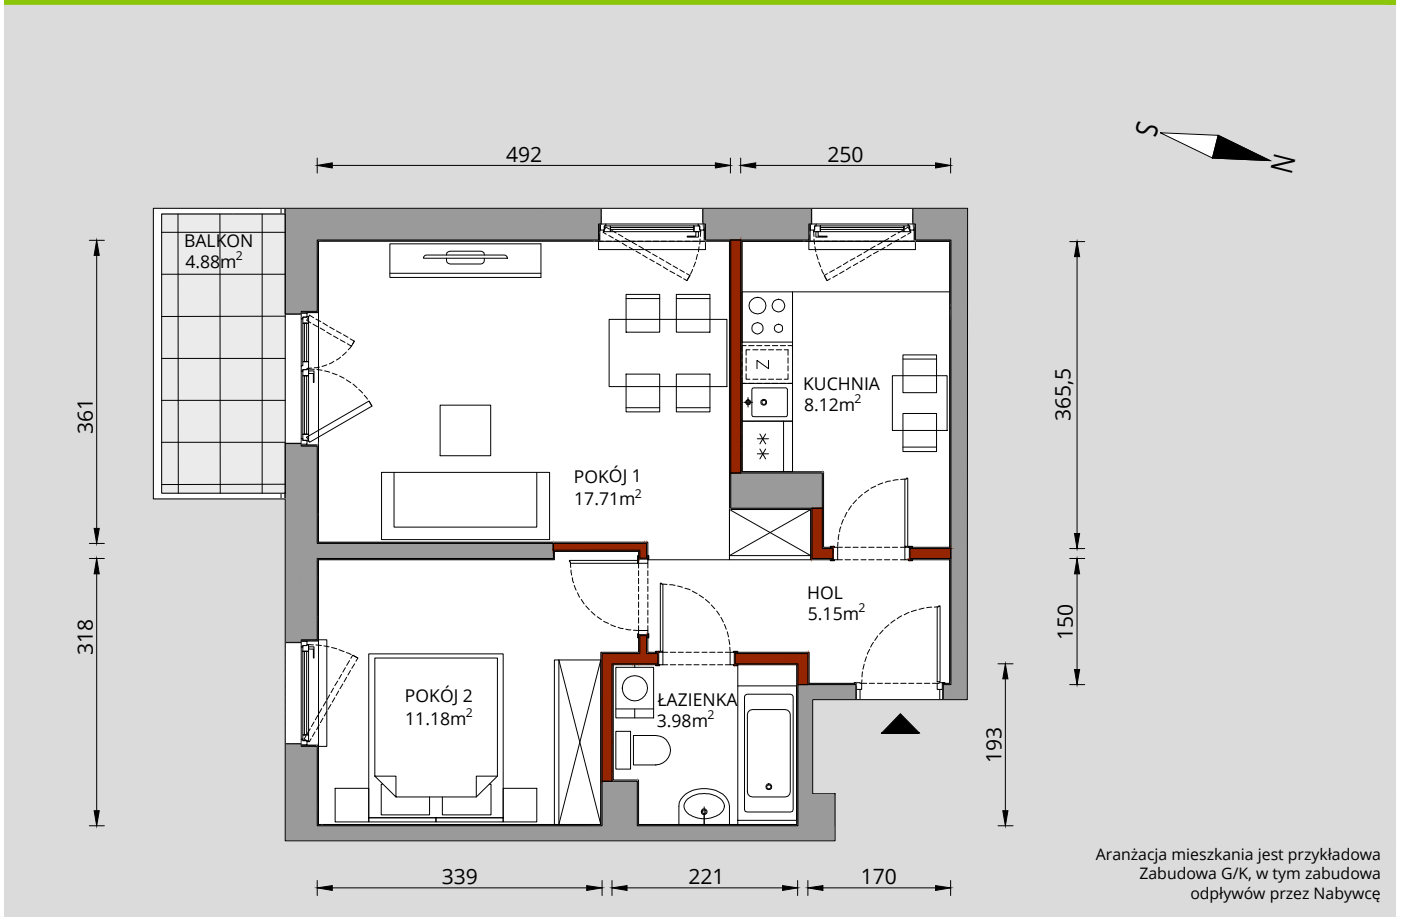 492
250
S
N
BALKON
4.88m²
361
365,5
Z
KUCHNIA
8.12m²
POKÓJ 1
17.71m²
HOL
5.15m²
318
150
POKÓJ 2
11.18m²
ŁAZIENKA
3.98m²
193
339
221
170
Aranżacja mieszkania jest przykładowa
Zabudowa G/K, w tym zabudowa
odpływów przez Nabywcę